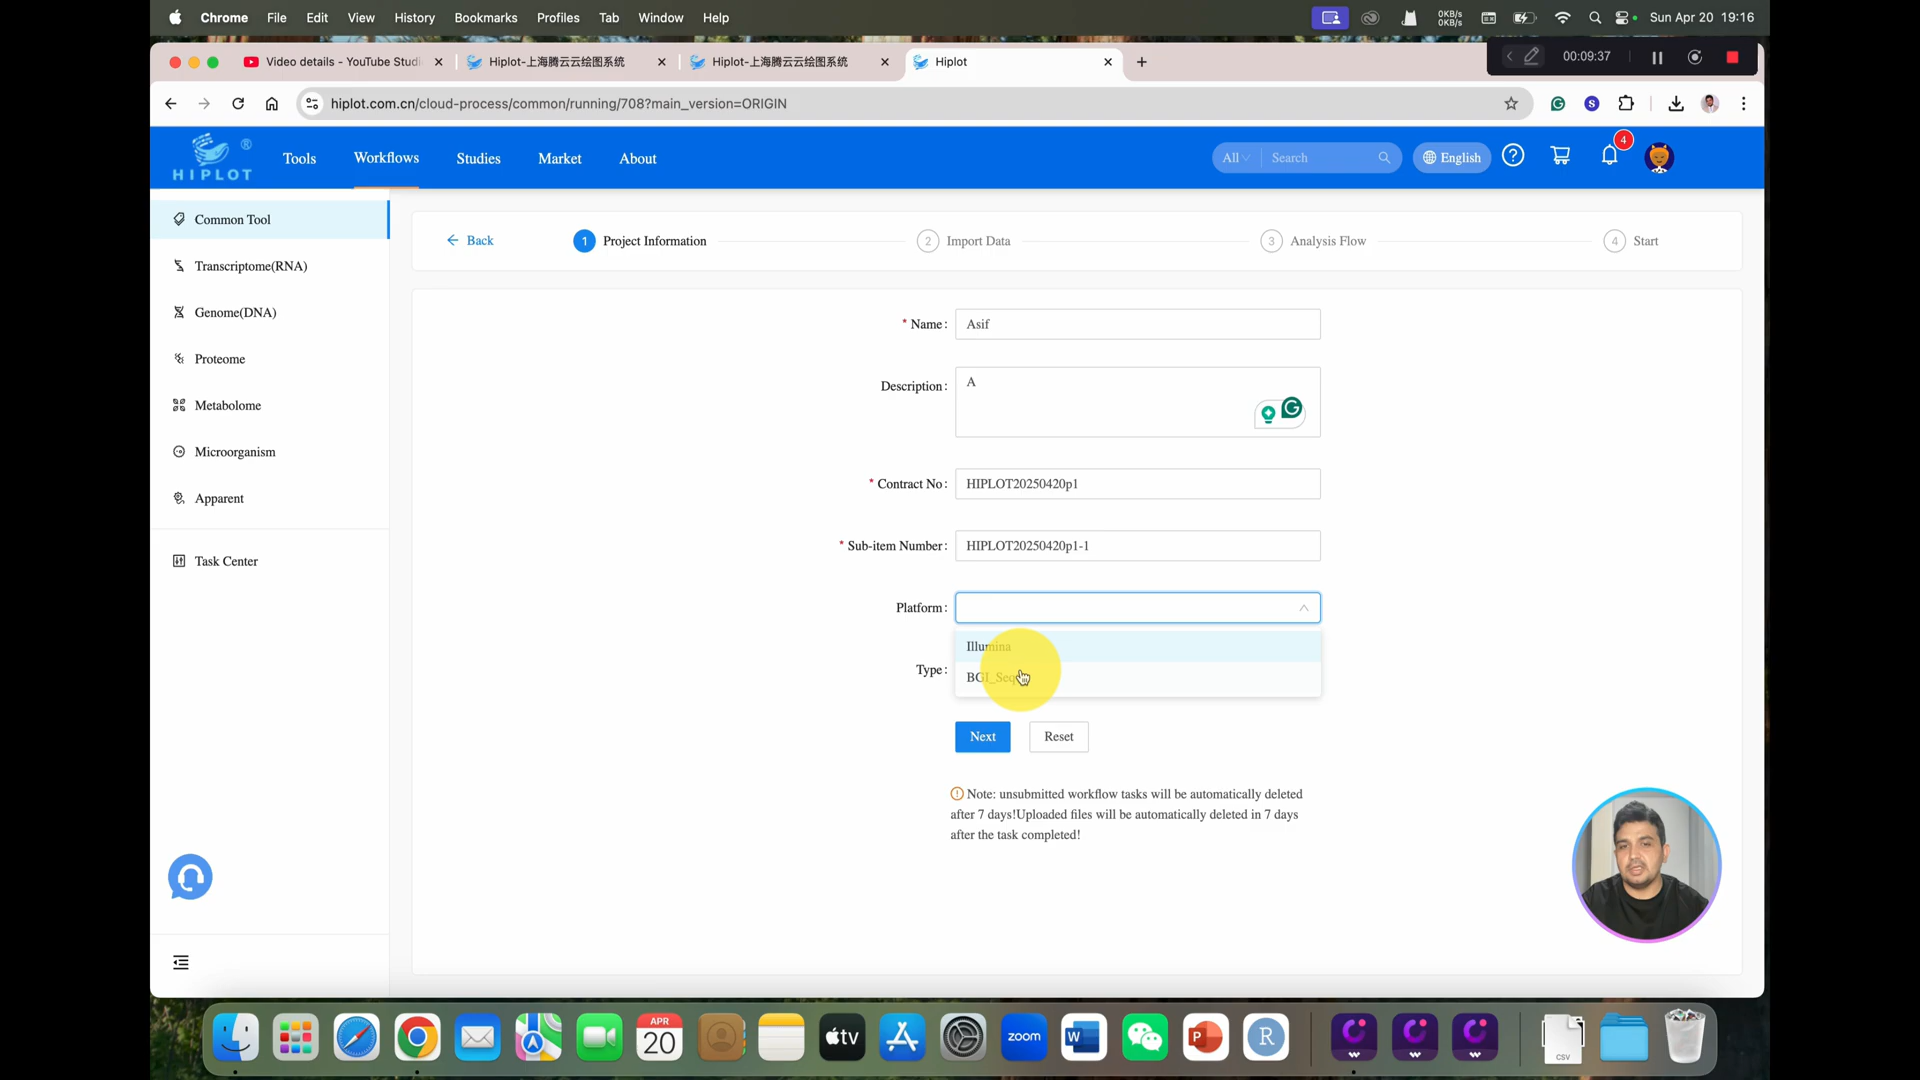 Chrome File Edit View History Bookmarks Profiles Tab Window Help
0KB/s
0KB/s
Sun Apr 20 19:16
Video details - YouTube Studi
Hiplot-上海腾云云绘图系统
Hiplot-上海腾云云绘图系统
Hiplot
00:09:37
hiplot.com.cn/cloud-process/common/running/708?main_version=ORIGIN
HIPLOT ®
Tools Workflows Studies Market About
All Search
English
4
Common Tool
Transcriptome(RNA)
Genome(DNA)
Proteome
Metabolome
Microorganism
Apparent
Task Center
Back
1 Project Information
2 Import Data
3 Analysis Flow
4 Start
* Name: Asif
Description: A
* Contract No: HIPLOT20250420p1
* Sub-item Number: HIPLOT20250420p1-1
Platform:
Illumina
BGI_Seq
Type:
Next Reset
Note: unsubmitted workflow tasks will be automatically deleted
after 7 days!Uploaded files will be automatically deleted in 7 days
after the task completed!
APR
20
tv
zoom
W
P
R
CSV